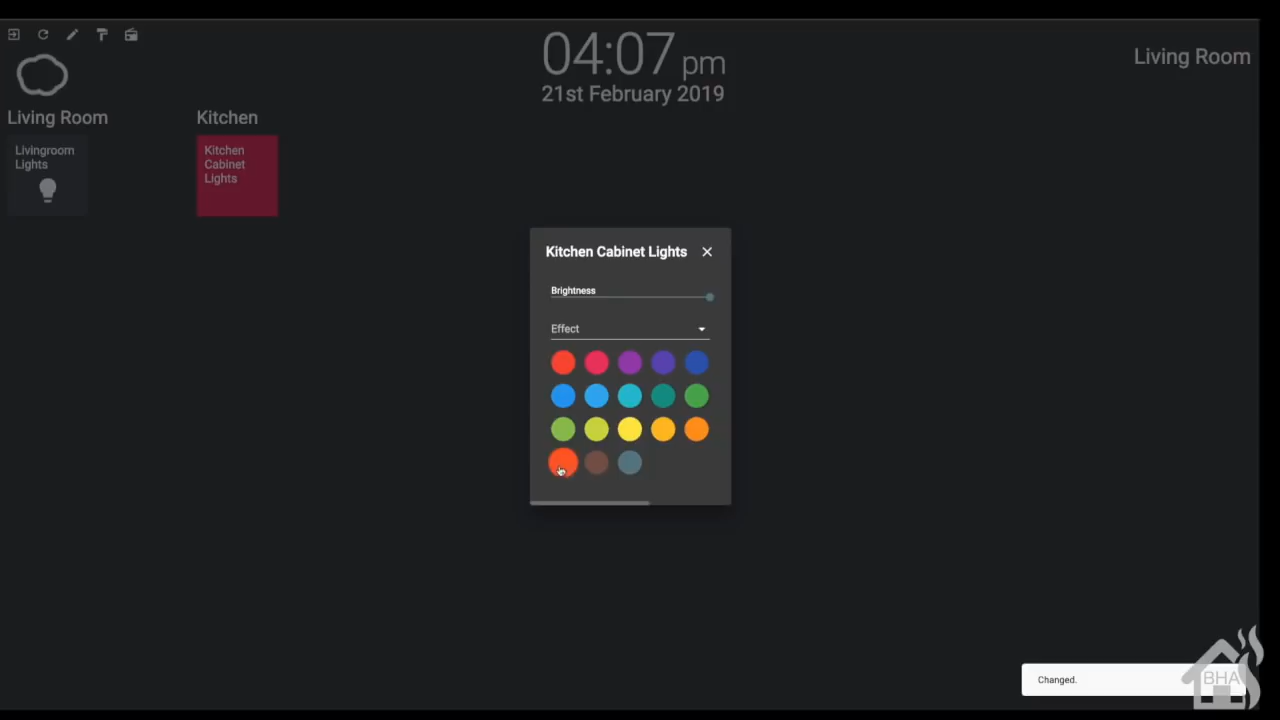 04:07 pm
21st February 2019
Living Room
Living Room
Kitchen
Livingroom
Lights
Kitchen
Cabinet
Lights
Kitchen Cabinet Lights
Brightness
Effect
Changed.
BHA